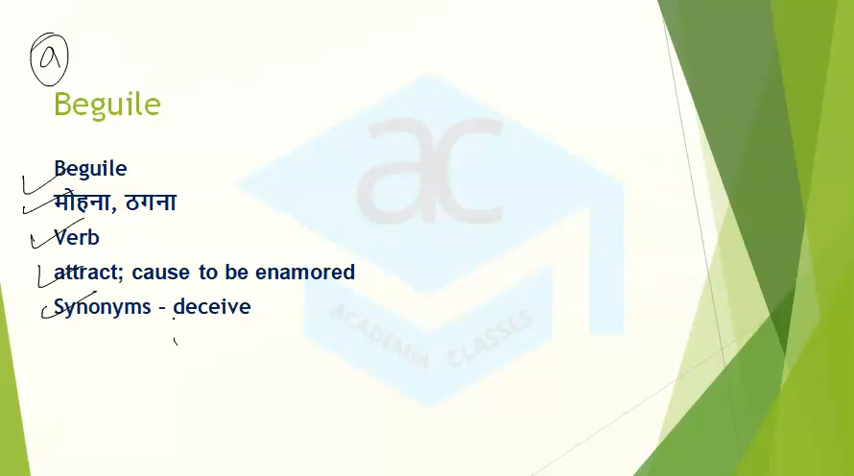 a
Beguile
Beguile
मोहना, ठगना
Verb
attract; cause to be enamored
Synonyms - deceive
ac
ACADEMIA CLASSES